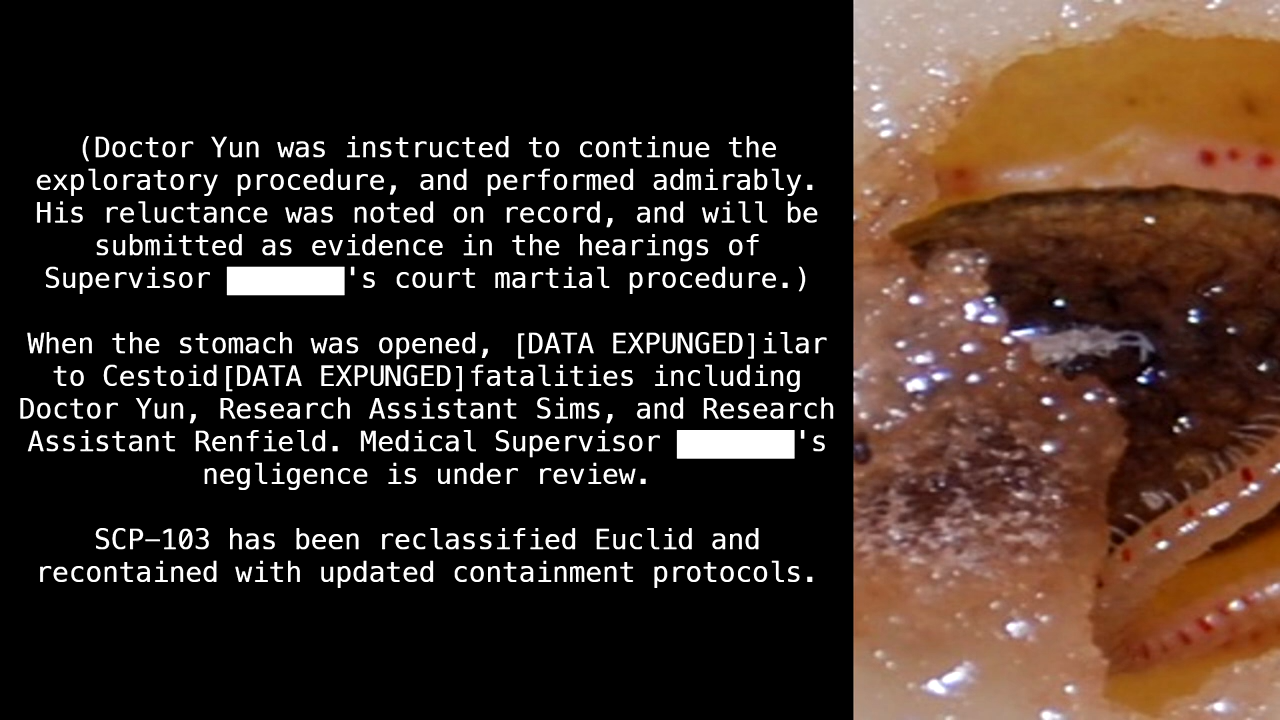 (Doctor Yun was instructed to continue the
exploratory procedure, and performed admirably.
His reluctance was noted on record, and will be
submitted as evidence in the hearings of
Supervisor ███████'s court martial procedure.)
When the stomach was opened, [DATA EXPUNGED]ilar
to Cestoid[DATA EXPUNGED]fatalities including
Doctor Yun, Research Assistant Sims, and Research
Assistant Renfield. Medical Supervisor ███████'s
negligence is under review.
SCP–103 has been reclassified Euclid and
recontained with updated containment protocols.